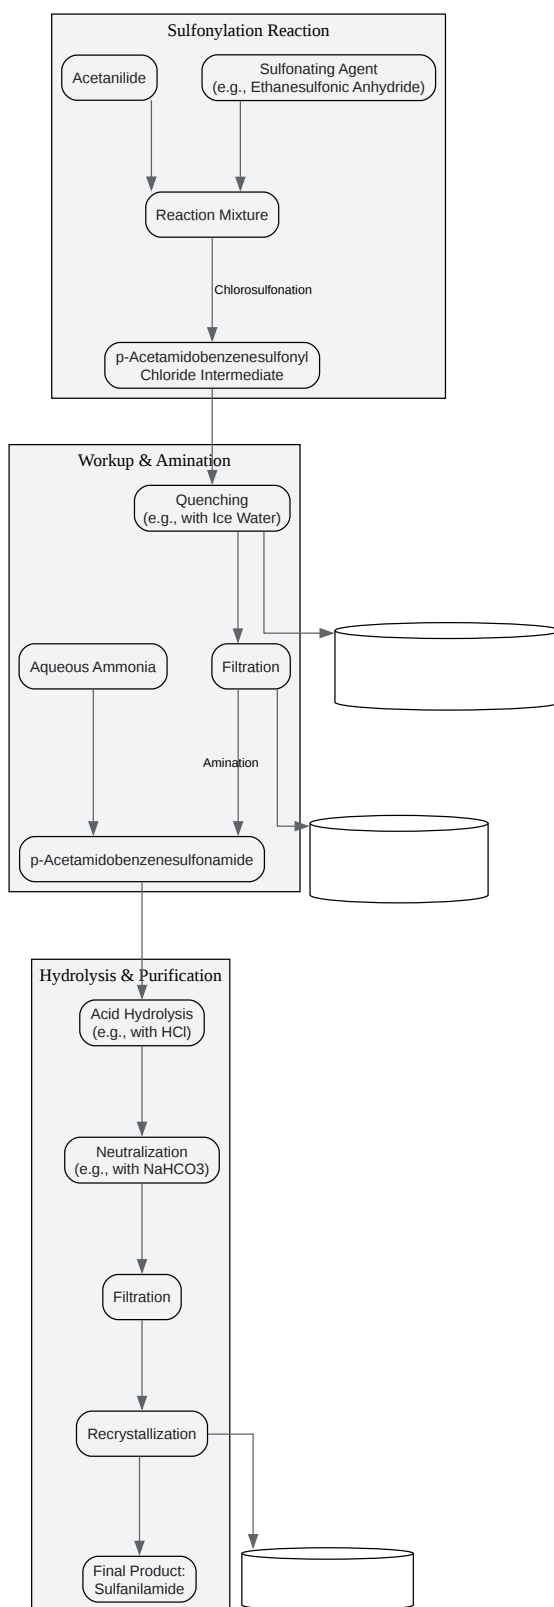 Sulfonylation Reaction
Acetanilide
Sulfonating Agent
(e.g., Ethanesulfonic Anhydride)
Reaction Mixture
Chlorosulfonation
p-Acetamidobenzenesulfonyl
Chloride Intermediate
Workup & Amination
Quenching
(e.g., with Ice Water)
Aqueous Ammonia
Filtration
Amination
p-Acetamidobenzenesulfonamide
Hydrolysis & Purification
Acid Hydrolysis
(e.g., with HCl)
Neutralization
(e.g., with NaHCO3)
Filtration
Recrystallization
Final Product:
Sulfanilamide